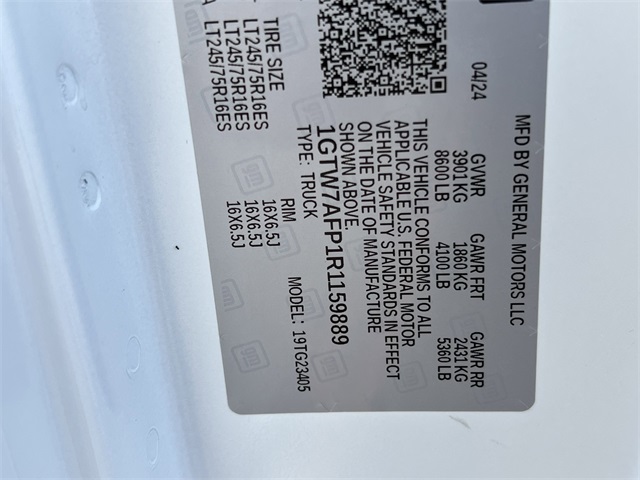 MFD BY GENERAL MOTORS LLC
04/24
GVWR GAWR FRT GAWR RR
3901 KG 1860 KG 2431 KG
8600 LB 4100 LB 5360 LB
THIS VEHICLE CONFORMS TO ALL
APPLICABLE U.S. FEDERAL MOTOR
VEHICLE SAFETY STANDARDS IN EFFECT
ON THE DATE OF MANUFACTURE
SHOWN ABOVE.
1GTW7AFP1R1159889
TYPE: TRUCK MODEL: 19TG23405
TIRE SIZE RIM
LT245/75R16ES 16X6.5J
LT245/75R16ES 16X6.5J
LT245/75R16ES 16X6.5J
gm